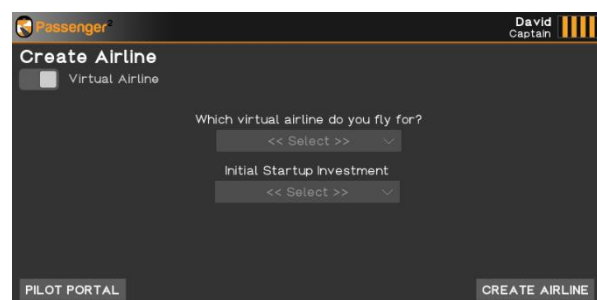 Passenger²
David
Captain
Create Airline
Virtual Airline
Which virtual airline do you fly for?
<< Select >>
Initial Startup Investment
<< Select >>
PILOT PORTAL
CREATE AIRLINE